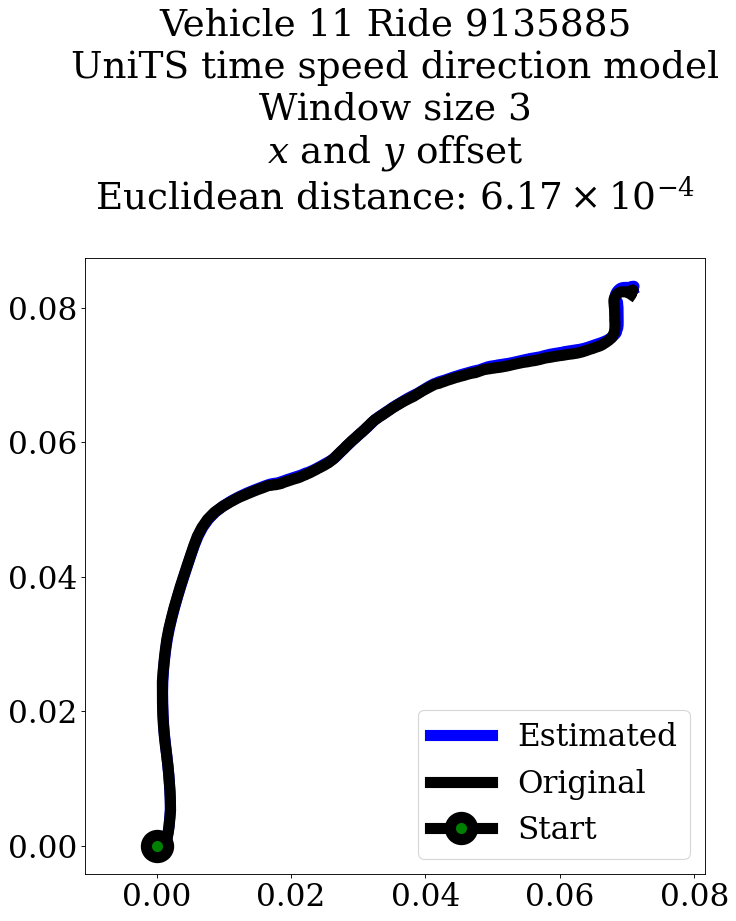 Vehicle 11 Ride 9135885
UniTS time speed direction model
Window size 3
x and y offset
Euclidean distance: 6.17 × 10⁻⁴
0.08
0.06
0.04
0.02
0.00
Estimated
Original
Start
0.00 0.02 0.04 0.06 0.08